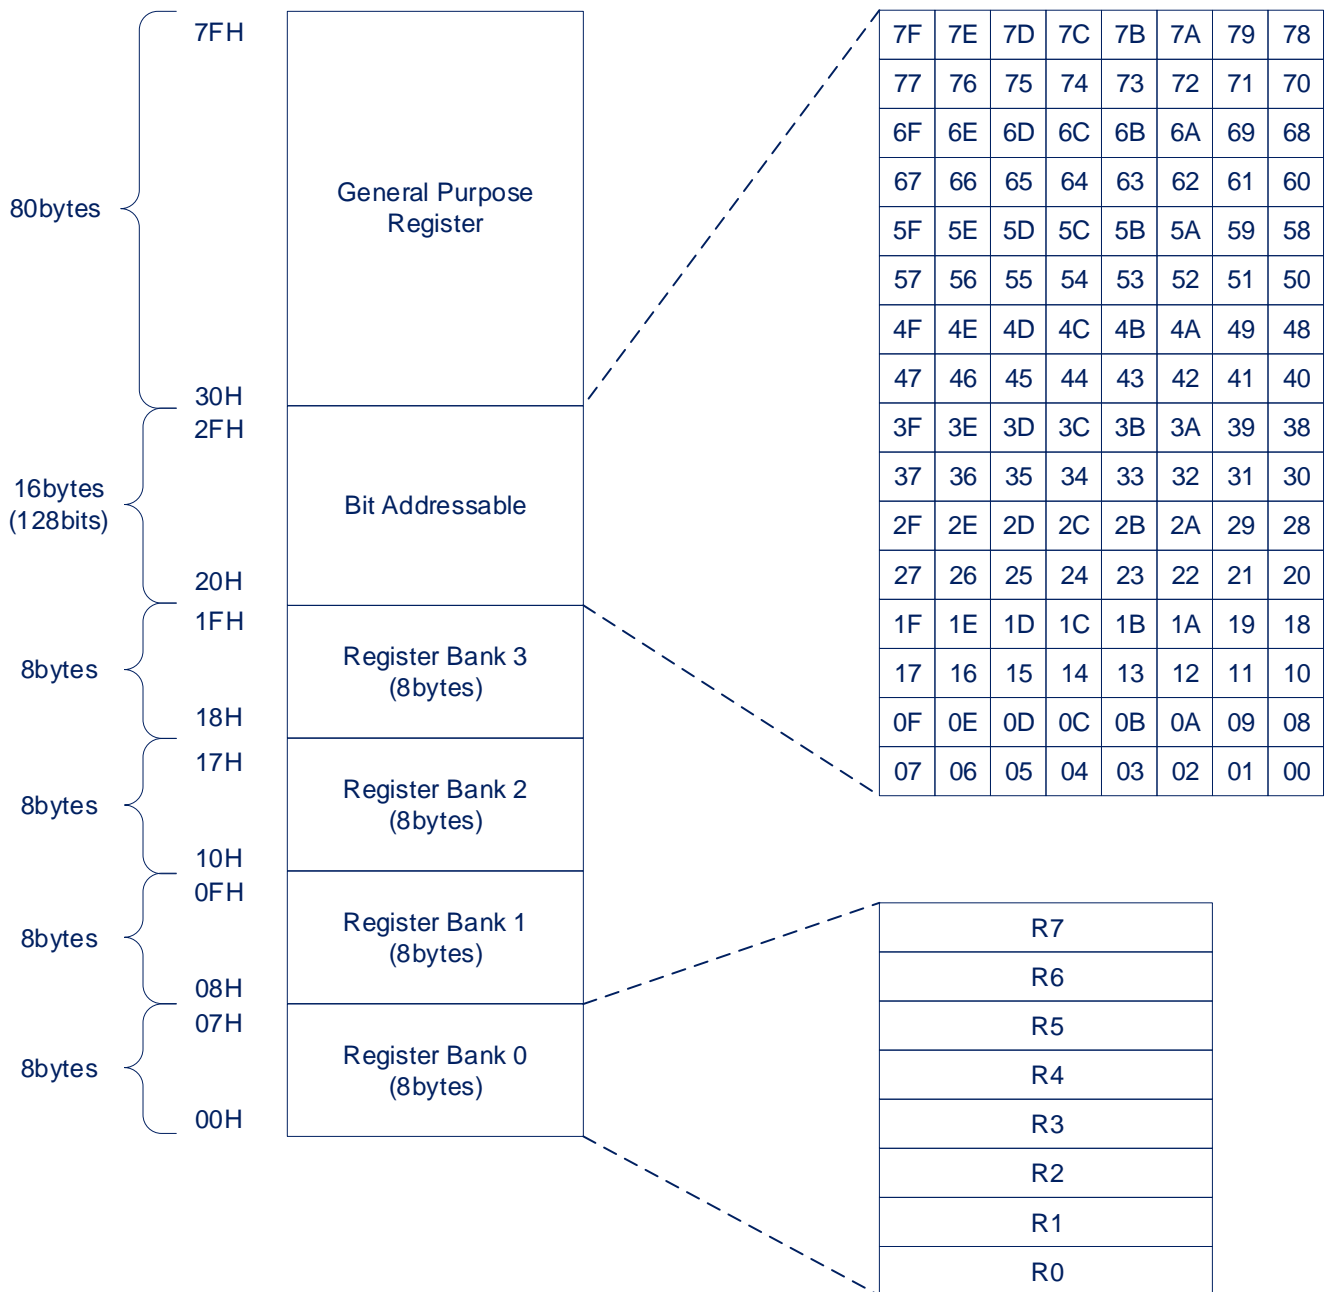 7FH
80bytes
General Purpose
Register
30H
2FH
16bytes
(128bits)
Bit Addressable
20H
1FH
8bytes
Register Bank 3
(8bytes)
18H
17H
8bytes
Register Bank 2
(8bytes)
10H
0FH
8bytes
Register Bank 1
(8bytes)
08H
07H
8bytes
Register Bank 0
(8bytes)
00H
7F 7E 7D 7C 7B 7A 79 78
77 76 75 74 73 72 71 70
6F 6E 6D 6C 6B 6A 69 68
67 66 65 64 63 62 61 60
5F 5E 5D 5C 5B 5A 59 58
57 56 55 54 53 52 51 50
4F 4E 4D 4C 4B 4A 49 48
47 46 45 44 43 42 41 40
3F 3E 3D 3C 3B 3A 39 38
37 36 35 34 33 32 31 30
2F 2E 2D 2C 2B 2A 29 28
27 26 25 24 23 22 21 20
1F 1E 1D 1C 1B 1A 19 18
17 16 15 14 13 12 11 10
0F 0E 0D 0C 0B 0A 09 08
07 06 05 04 03 02 01 00
R7
R6
R5
R4
R3
R2
R1
R0